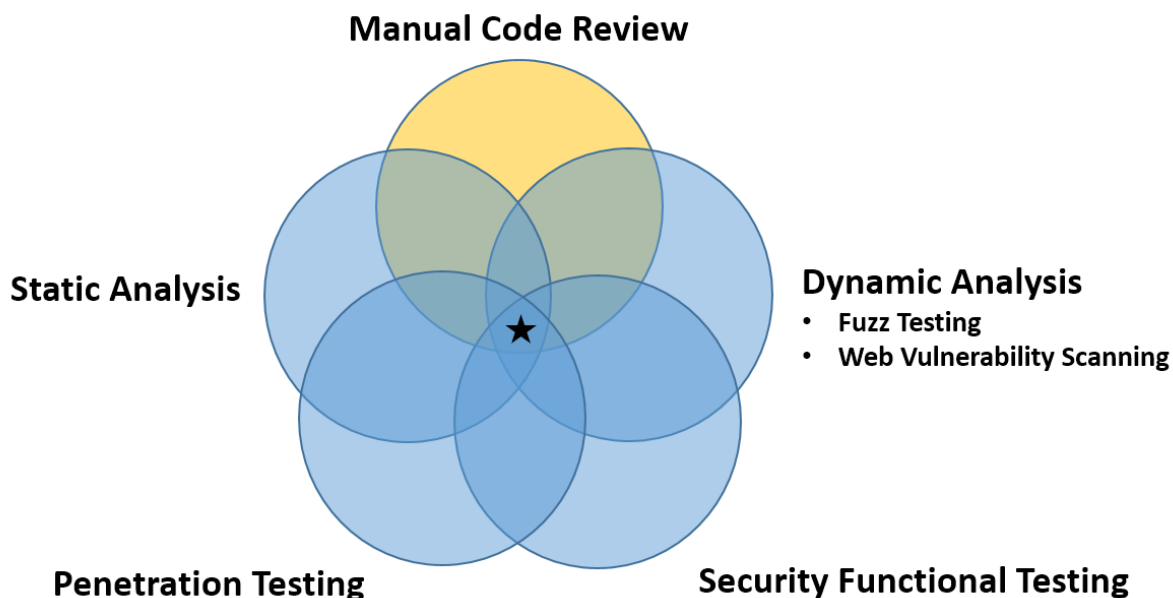 Manual Code Review
Static Analysis
Dynamic Analysis
• Fuzz Testing
• Web Vulnerability Scanning
Penetration Testing
Security Functional Testing